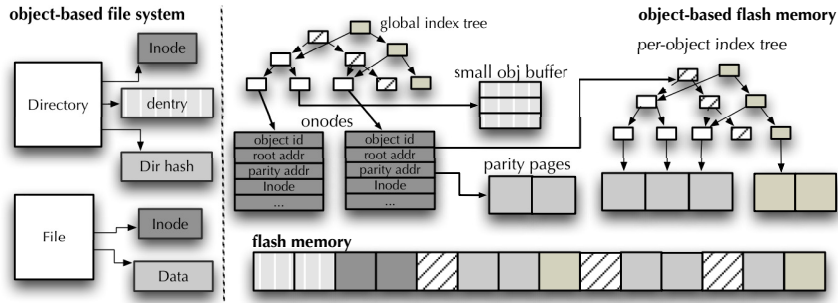 object-based file system
Inode
Directory
dentry
Dir hash
File
Inode
Data
object-based flash memory
global index tree
per-object index tree
small obj buffer
onodes
object id
root addr
parity addr
Inode
...
object id
root addr
parity addr
Inode
...
parity pages
flash memory